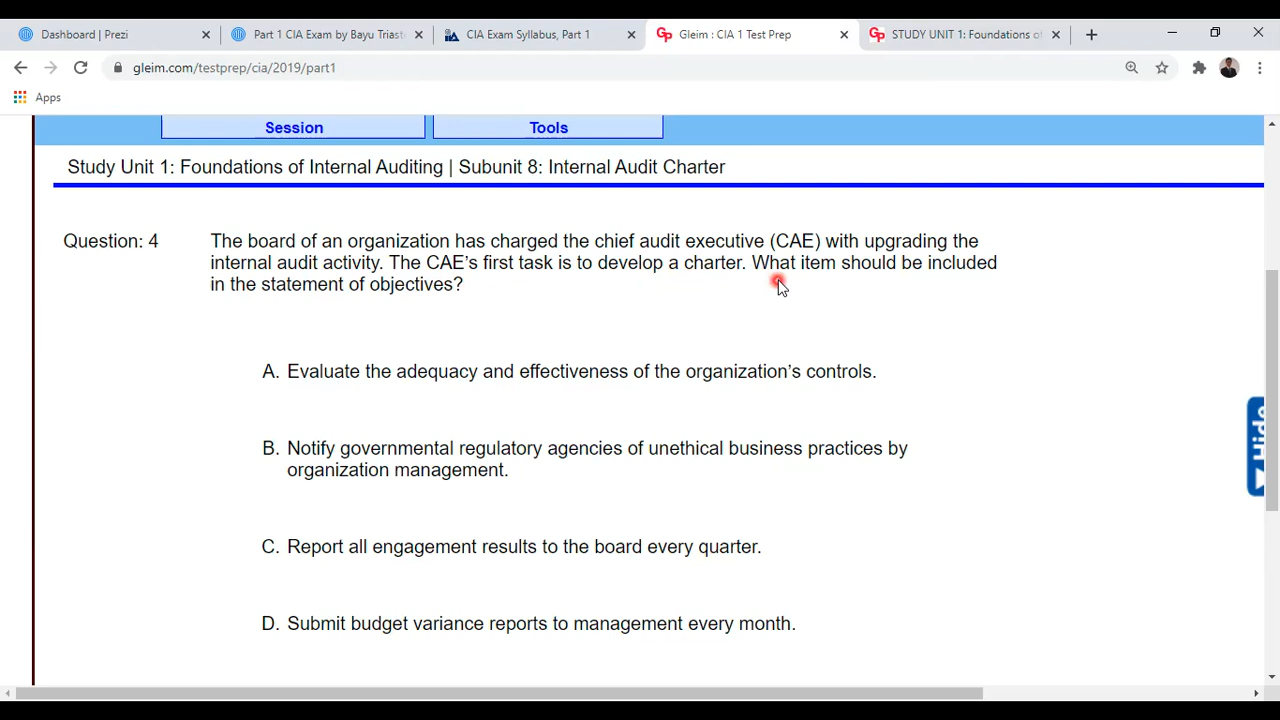 Dashboard | Prezi
Part 1 CIA Exam by Bayu Tria
CIA Exam Syllabus, Part 1
Gleim : CIA 1 Test Prep
STUDY UNIT 1: Foundations of
gleim.com/testprep/cia/2019/part1
Apps
Session Tools
Study Unit 1: Foundations of Internal Auditing | Subunit 8: Internal Audit Charter
Question: 4 The board of an organization has charged the chief audit executive (CAE) with upgrading the
internal audit activity. The CAE's first task is to develop a charter. What item should be included
in the statement of objectives?
A. Evaluate the adequacy and effectiveness of the organization's controls.
B. Notify governmental regulatory agencies of unethical business practices by
organization management.
C. Report all engagement results to the board every quarter.
D. Submit budget variance reports to management every month.
Hide